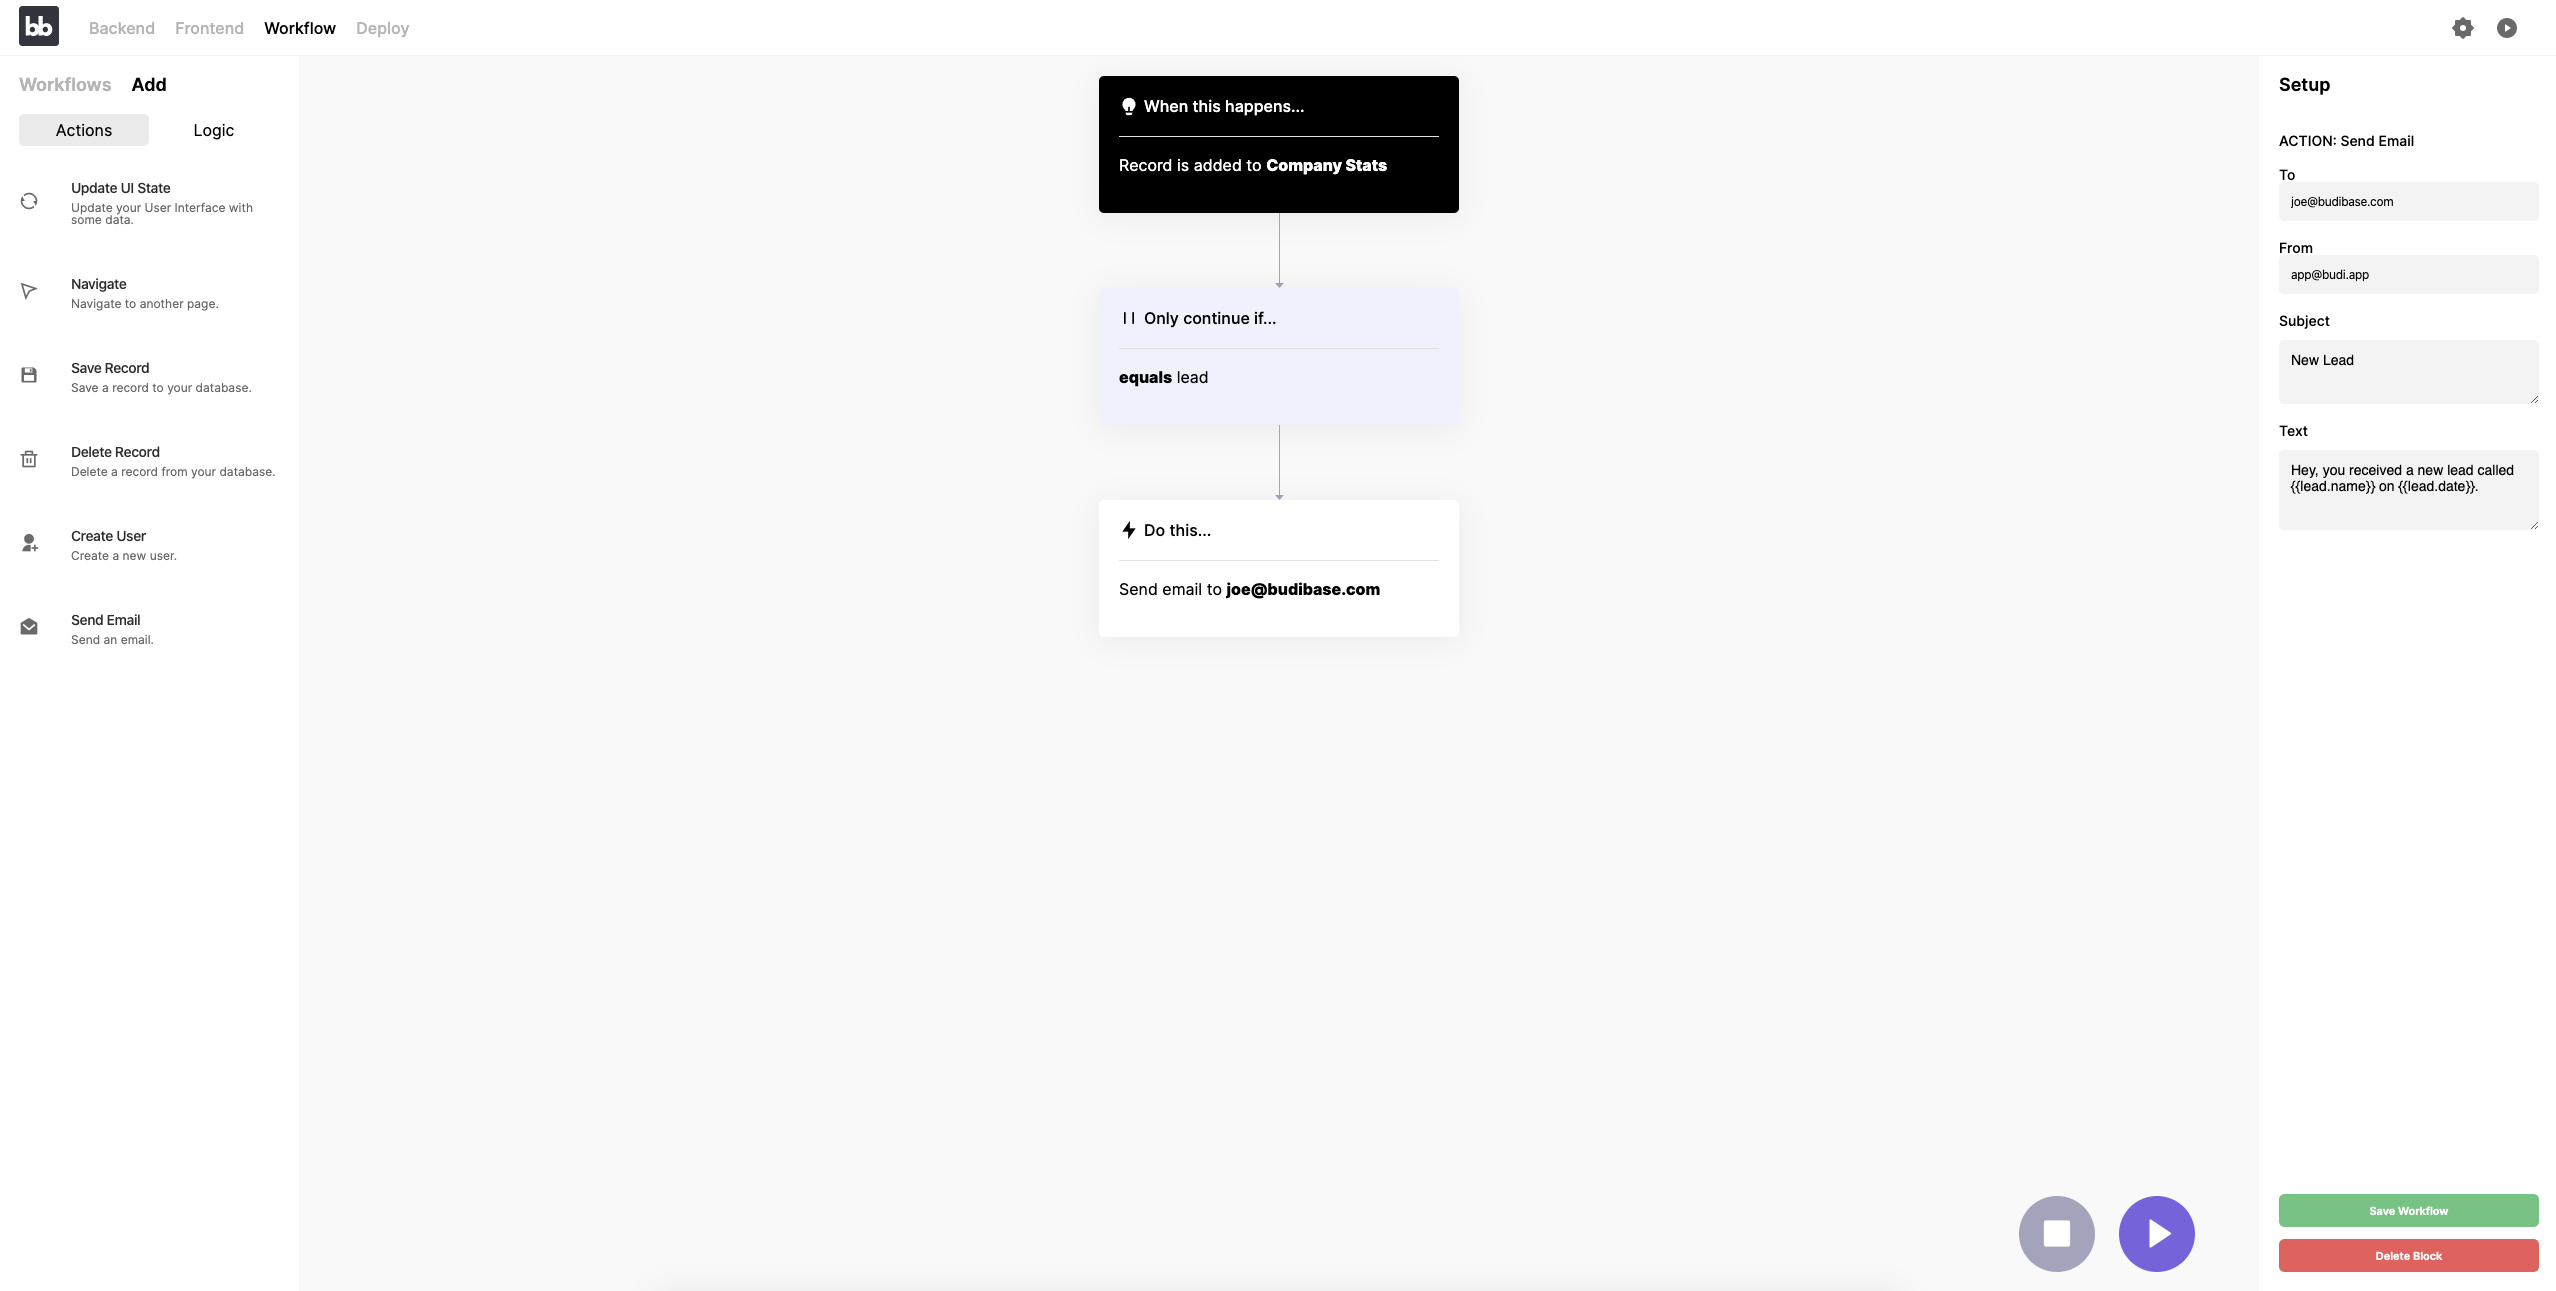 bb Backend Frontend Workflow Deploy
Workflows Add
Actions Logic
Update UI State
Update your User Interface with
some data.
Navigate
Navigate to another page.
Save Record
Save a record to your database.
Delete Record
Delete a record from your database.
Create User
Create a new user.
Send Email
Send an email.
When this happens...
Record is added to Company Stats
Only continue if...
equals lead
Do this...
Send email to joe@budibase.com
Setup
ACTION: Send Email
To
joe@budibase.com
From
app@budi.app
Subject
New Lead
Text
Hey, you received a new lead called
{{lead.name}} on {{lead.date}}.
Save Workflow
Delete Block